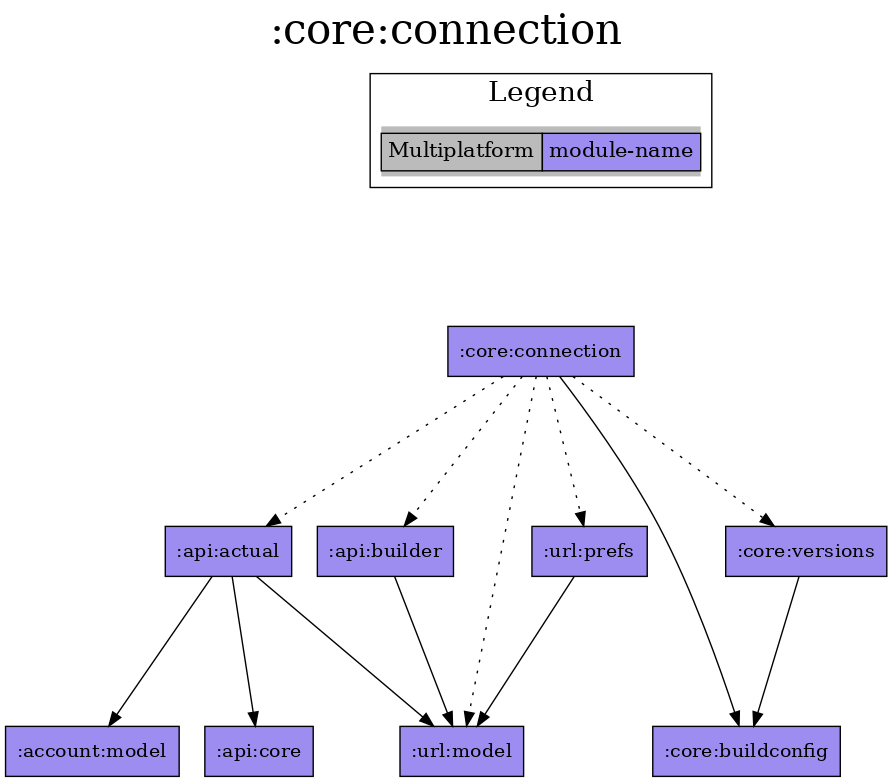 :core:connection
Legend
Multiplatform module-name
:core:connection
:api:actual :api:builder :url:prefs :core:versions
:account:model :api:core :url:model :core:buildconfig